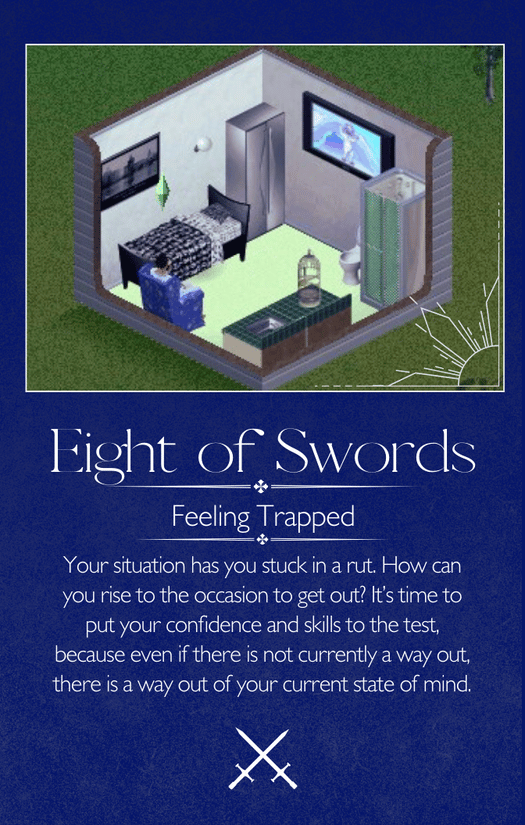 Eight of Swords
Feeling Trapped
Your situation has you stuck in a rut. How can
you rise to the occasion to get out? It's time to
put your confidence and skills to the test,
because even if there is not currently a way out,
there is a way out of your current state of mind.